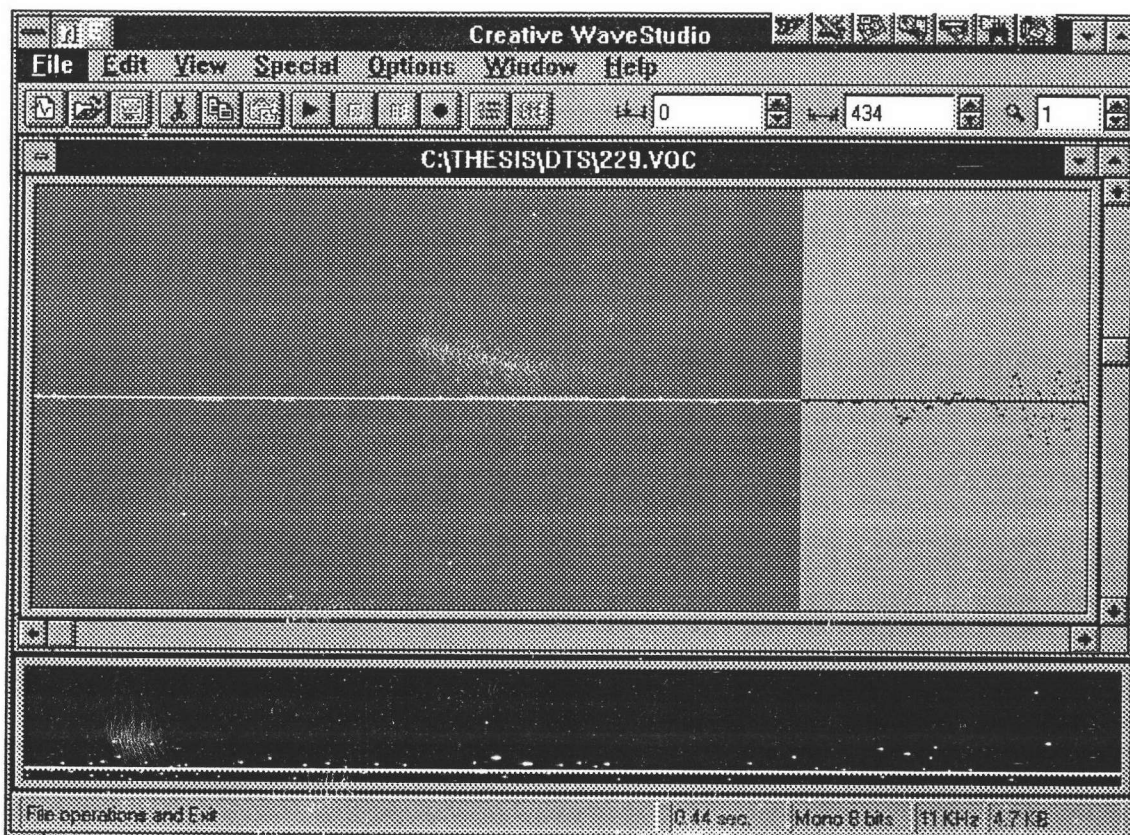 Creative WaveStudio
File Edit View Special Options Window Help
0 434 1
C:\THESIS\DTS\229.VOC
File operations and Exit 0.44 sec. Mono 8 bits 11 KHz 4.7 KB